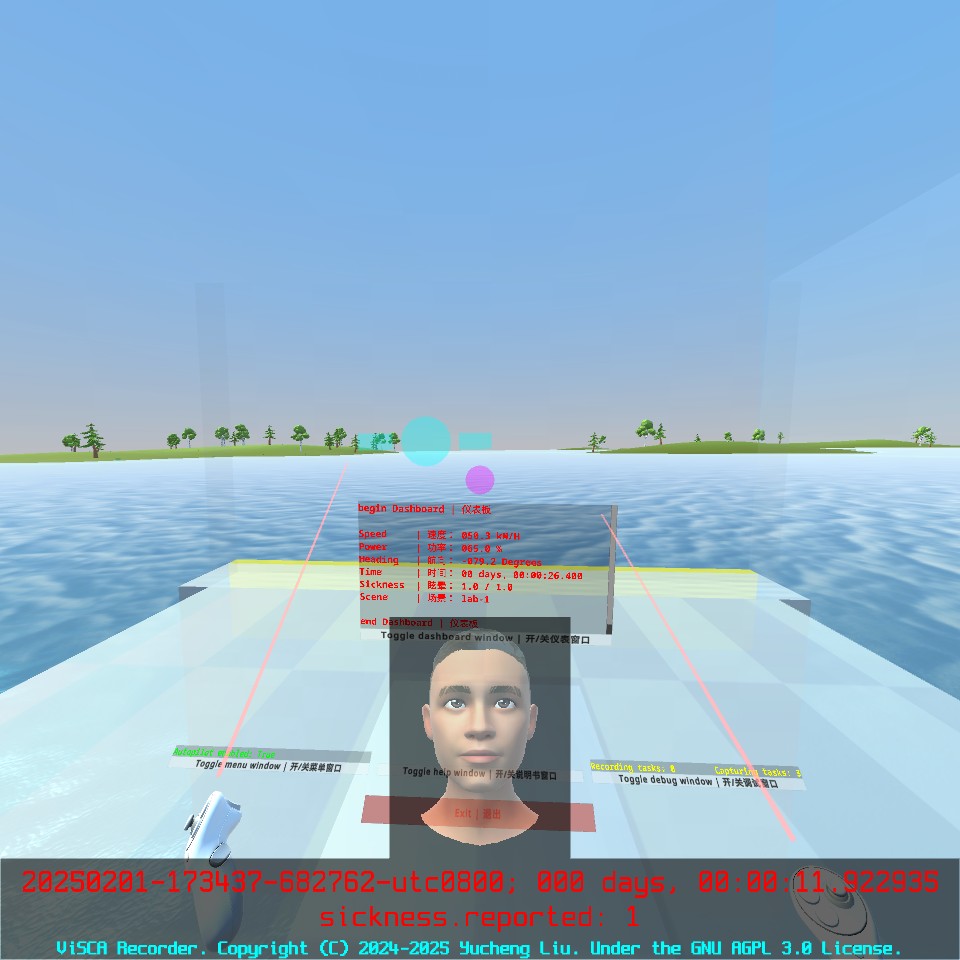 begin Dashboard | 仪表板
Speed | 速度: 050.3 kW/H
Power | 功率: 065.0 %
Heading | 航向: -079.2 Degrees
Time | 时间: 00 days, 00:00:26.400
Sickness | 眩晕: 1.0 / 1.0
Scene | 场景: lab-1
end Dashboard | 仪表板
Toggle dashboard window | 开/关仪表窗口
Autopilot enabled: True
Toggle menu window | 开/关菜单窗口
Toggle help window | 开/关说明书窗口
Recording tasks: 0 Capturing tasks:
Toggle debug window | 开/关调试窗口
Exit | 退出
20250201-173437-682762-utc0800; 000 days, 00:00:11.922935
sickness.reported: 1
ViSCA Recorder. Copyright (C) 2024-2025 Yucheng Liu. Under the GNU AGPL 3.0 License.